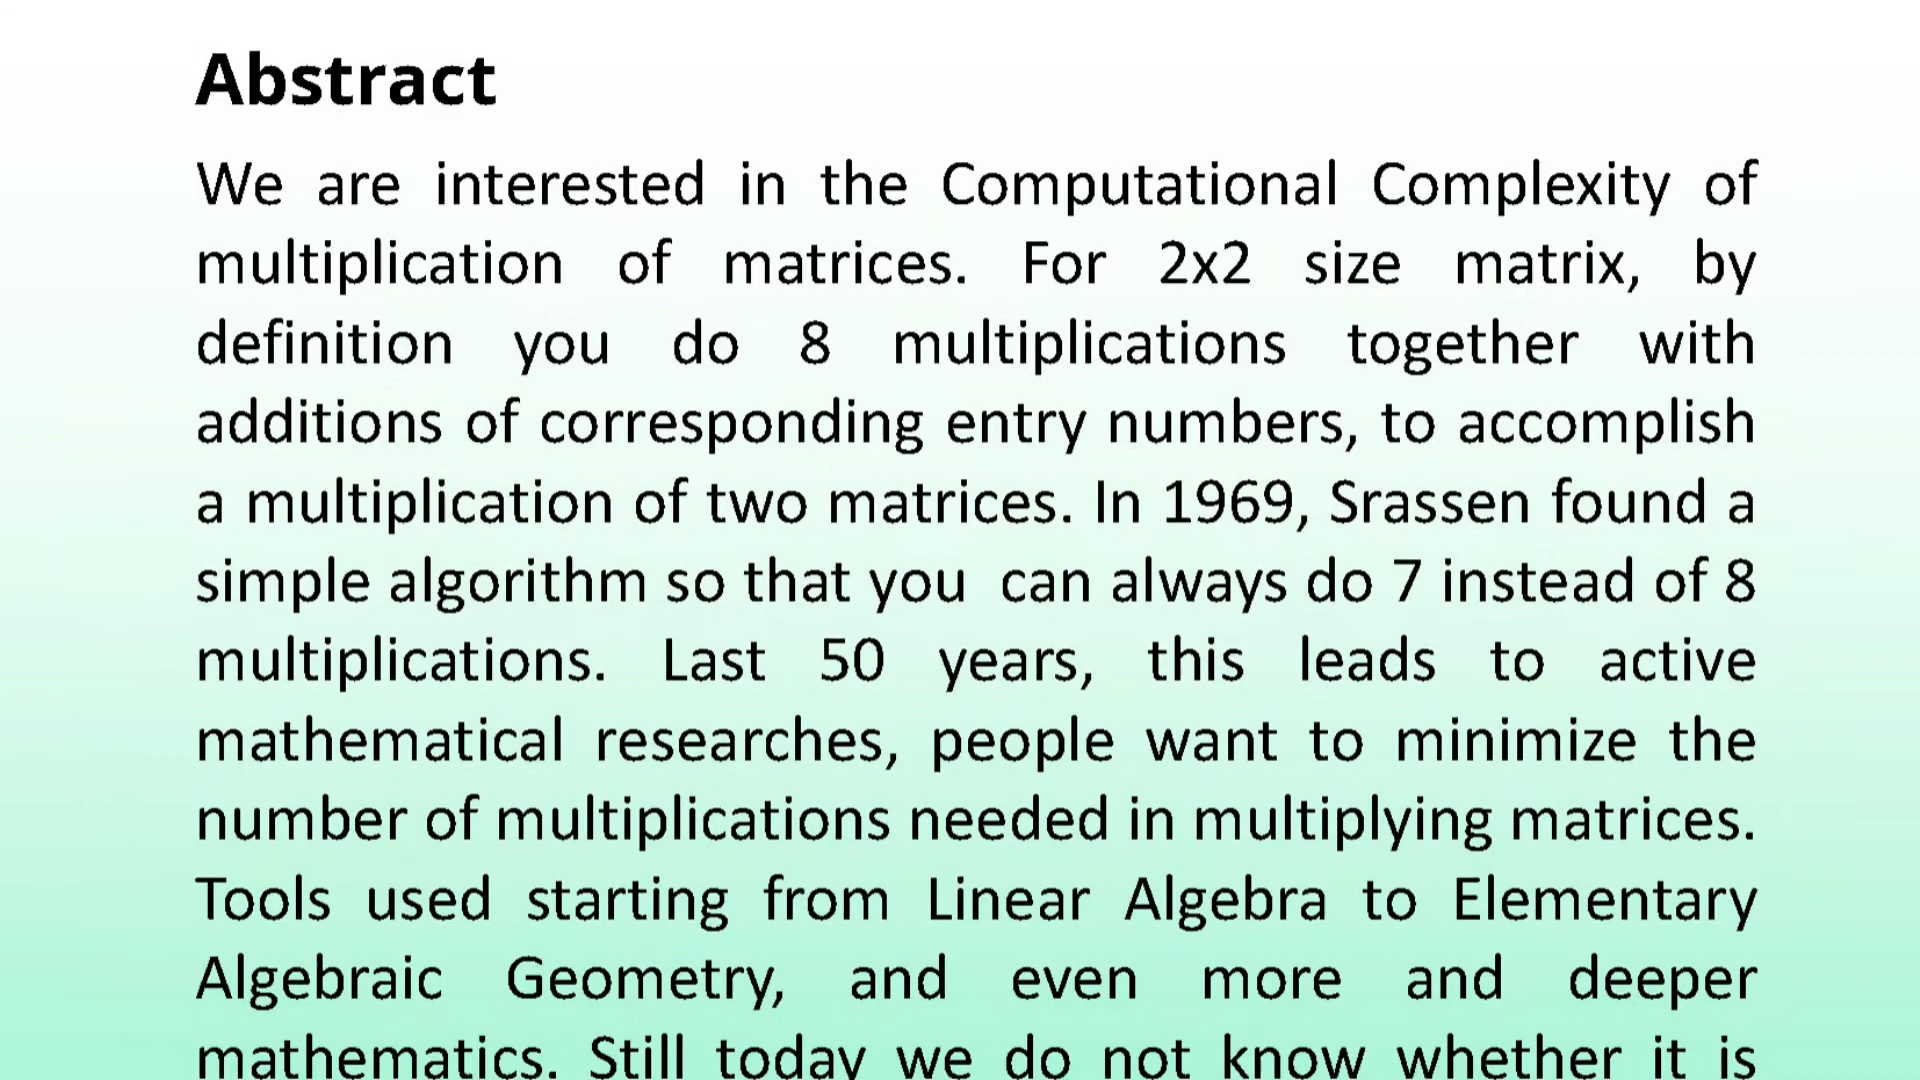 Abstract
We are interested in the Computational Complexity of
multiplication of matrices. For 2x2 size matrix, by
definition you do 8 multiplications together with
additions of corresponding entry numbers, to accomplish
a multiplication of two matrices. In 1969, Srassen found a
simple algorithm so that you can always do 7 instead of 8
multiplications. Last 50 years, this leads to active
mathematical researches, people want to minimize the
number of multiplications needed in multiplying matrices.
Tools used starting from Linear Algebra to Elementary
Algebraic Geometry, and even more and deeper
mathematics. Still today we do not know whether it is